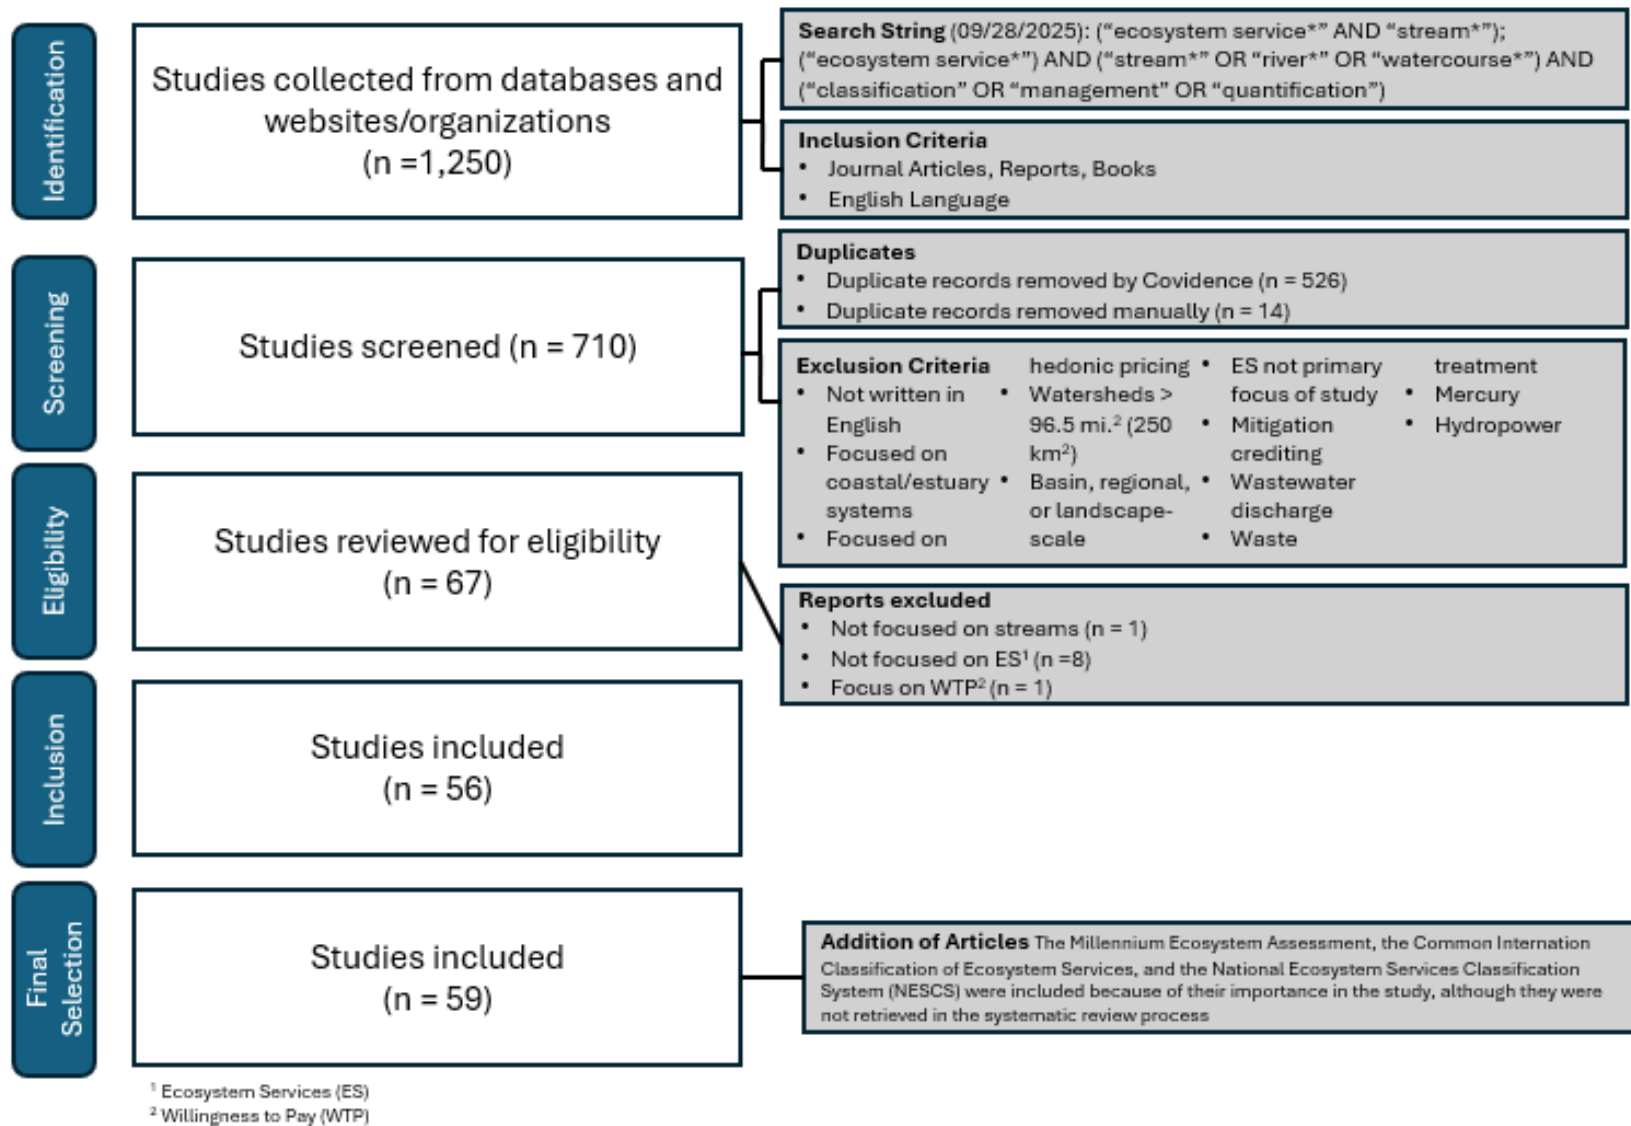 Identification
Studies collected from databases and
websites/organizations
(n =1,250)
Search String (09/28/2025): (“ecosystem service*” AND “stream*”);
(“ecosystem service*”) AND (“stream*” OR “river*” OR “watercourse*”) AND
(“classification” OR “management” OR “quantification”)
Inclusion Criteria
• Journal Articles, Reports, Books
• English Language
Screening
Studies screened (n = 710)
Duplicates
• Duplicate records removed by Covidence (n = 526)
• Duplicate records removed manually (n = 14)
Exclusion Criteria
• Not written in
English
• Focused on
coastal/estuary
systems
• Focused on
hedonic pricing
• Watersheds >
96.5 mi.² (250
km²)
• Basin, regional,
or landscape-
scale
• ES not primary
focus of study
• Mitigation
crediting
• Wastewater
discharge
• Waste
treatment
• Mercury
• Hydropower
Eligibility
Studies reviewed for eligibility
(n = 67)
Reports excluded
• Not focused on streams (n = 1)
• Not focused on ES¹ (n =8)
• Focus on WTP² (n = 1)
Inclusion
Studies included
(n = 56)
Final
Selection
Studies included
(n = 59)
Addition of Articles The Millennium Ecosystem Assessment, the Common Internation
Classification of Ecosystem Services, and the National Ecosystem Services Classification
System (NESCS) were included because of their importance in the study, although they were
not retrieved in the systematic review process
¹ Ecosystem Services (ES)
² Willingness to Pay (WTP)